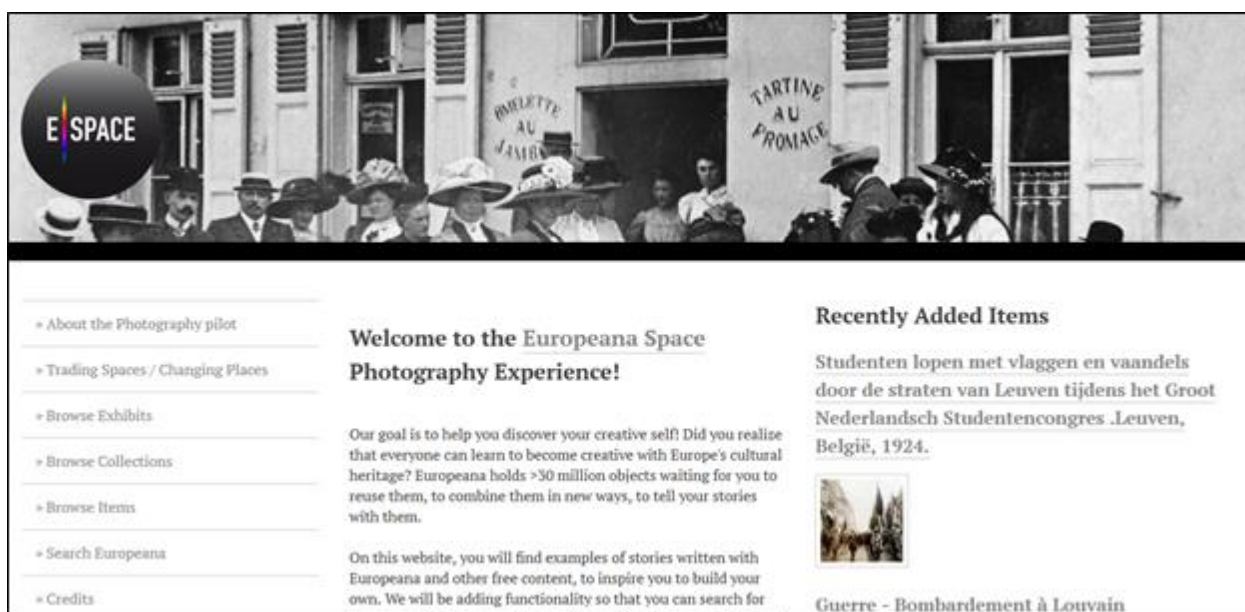 E SPACE
OMELETTE
AU
JAMB
TARTINE
AU
FROMAGE
» About the Photography pilot
» Trading Spaces / Changing Places
» Browse Exhibits
» Browse Collections
» Browse Items
» Search Europeana
» Credits
Welcome to the Europeana Space
Photography Experience!
Our goal is to help you discover your creative self! Did you realize
that everyone can learn to become creative with Europe's cultural
heritage? Europeana holds >30 million objects waiting for you to
reuse them, to combine them in new ways, to tell your stories
with them.
On this website, you will find examples of stories written with
Europeana and other free content, to inspire you to build your
own. We will be adding functionality so that you can search for
Recently Added Items
Studenten lopen met vlaggen en vaandels
door de straten van Leuven tijdens het Groot
Nederlandsch Studentencongres .Leuven,
België, 1924.
Guerre - Bombardement à Louvain